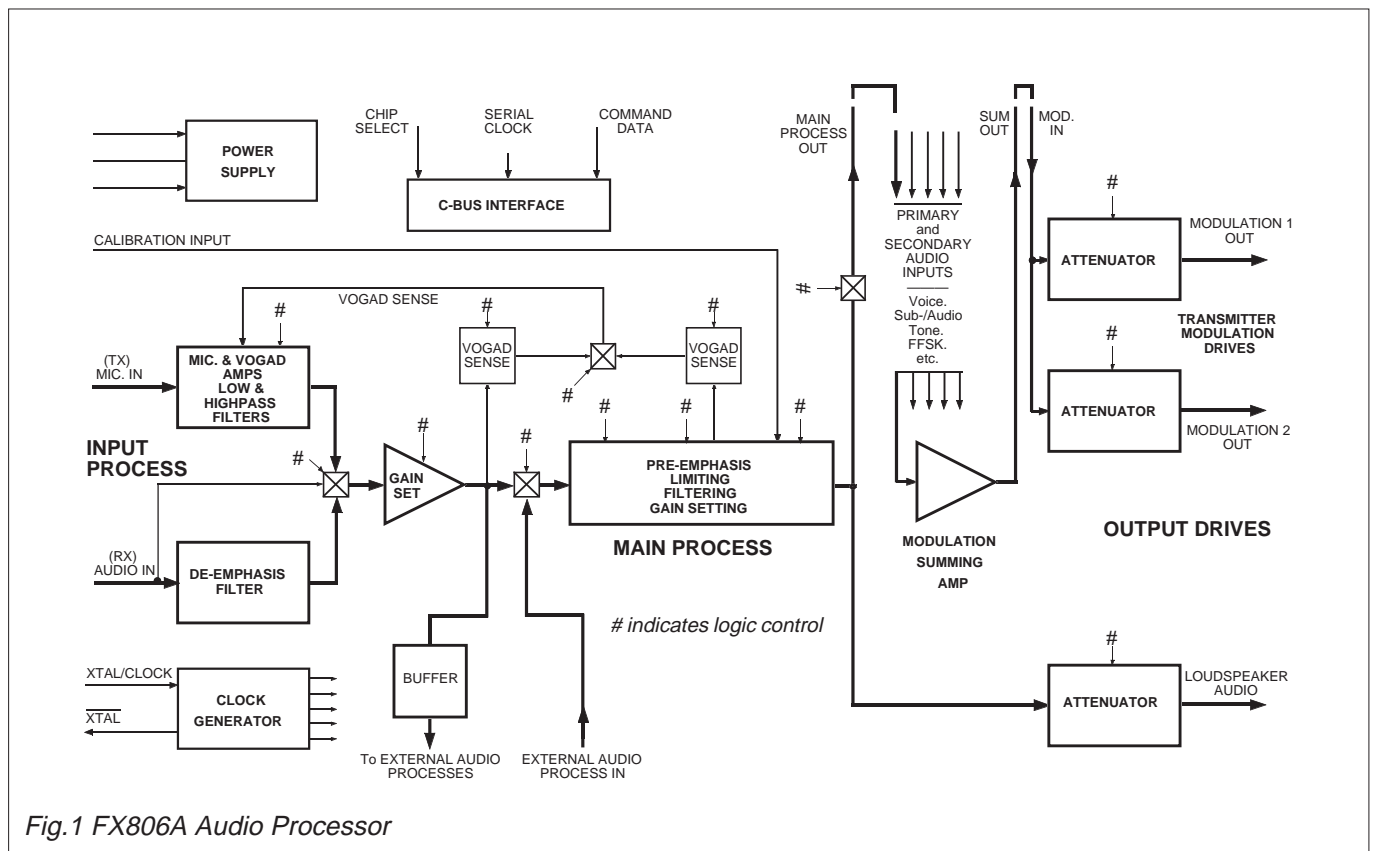 POWER
SUPPLY
CHIP
SELECT
SERIAL
CLOCK
COMMAND
DATA
C-BUS INTERFACE
CALIBRATION INPUT
VOGAD SENSE
#
#
VOGAD
SENSE
#
#
VOGAD
SENSE
(TX)
MIC. IN
#
MIC. & VOGAD
AMPS
LOW &
HIGHPASS
FILTERS
INPUT
PROCESS
#
#
GAIN
SET
#
#
#
#
PRE-EMPHASIS
LIMITING
FILTERING
GAIN SETTING
MAIN PROCESS
(RX)
AUDIO IN
DE-EMPHASIS
FILTER
# indicates logic control
XTAL/CLOCK
XTAL
CLOCK
GENERATOR
BUFFER
To EXTERNAL AUDIO
PROCESSES
EXTERNAL AUDIO
PROCESS IN
MAIN
PROCESS
OUT
#
PRIMARY
and
SECONDARY
AUDIO
INPUTS
Voice.
Sub-/Audio
Tone.
FFSK.
etc.
MODULATION
SUMMING
AMP
SUM
OUT
MOD.
IN
#
ATTENUATOR
MODULATION 1
OUT
TRANSMITTER
MODULATION
DRIVES
#
ATTENUATOR
MODULATION 2
OUT
OUTPUT DRIVES
#
ATTENUATOR
LOUDSPEAKER
AUDIO
Fig.1 FX806A Audio Processor